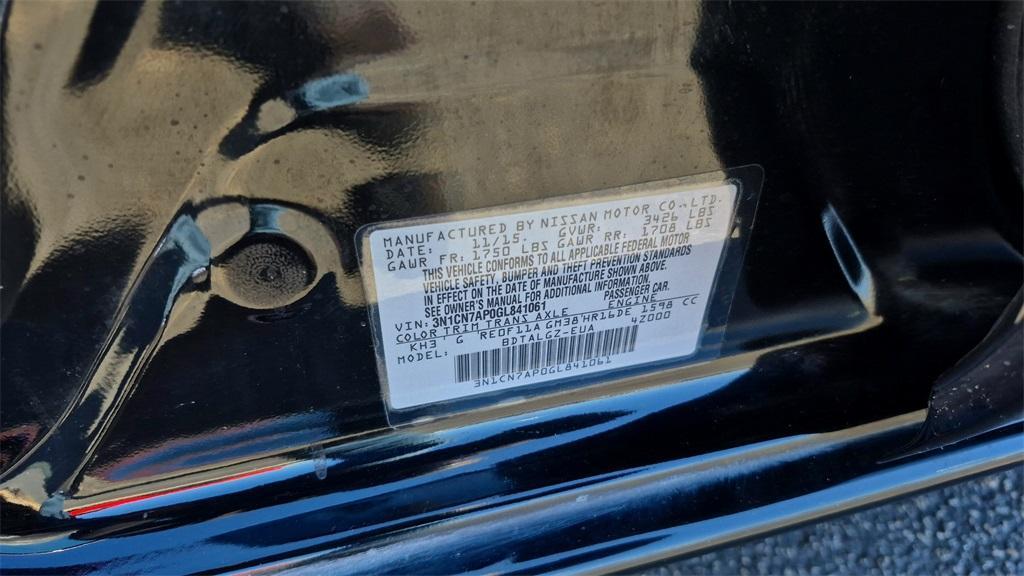 MANUFACTURED BY NISSAN MOTOR CO.,LTD.
DATE: 11/15. GVWR: 3426 LBS
GAWR FR: 1750 LBS GAWR RR: 1708 LBS
THIS VEHICLE CONFORMS TO ALL APPLICABLE FEDERAL MOTOR
VEHICLE SAFETY, BUMPER AND THEFT PREVENTION STANDARDS
IN EFFECT ON THE DATE OF MANUFACTURE SHOWN ABOVE.
SEE OWNER'S MANUAL FOR ADDITIONAL INFORMATION.
VIN: 3N1CN7AP0GL841061 PASSENGER CAR.
COLOR TRIM TRANS AXLE ENGINE
KH3 G RE0F11A GM38 HR16DE 1598 CC
MODEL: BDTALGZ-EUA 4Z000
3N1CN7AP0GL841061